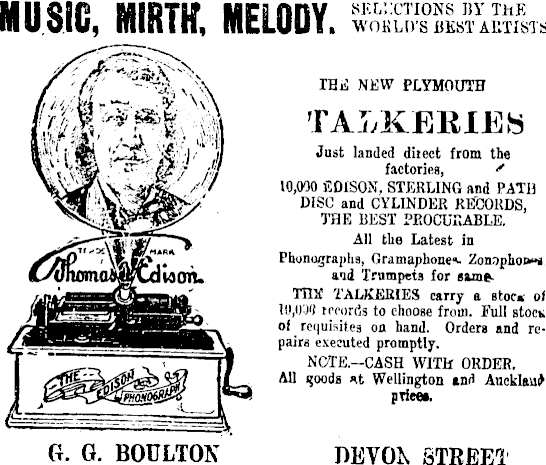 MUSIC, MIRTH, MELODY.
SELECTIONS BY THE
WORLD'S BEST ARTISTS
TRADE MARK
Thomas Edison
THE EDISON PHONOGRAPH
G. G. BOULTON
THE NEW PLYMOUTH
TALKERIES
Just landed direct from the
factories,
10,000 EDISON, STERLING and PATH
DISC and CYLINDER RECORDS,
THE BEST PROCURABLE.
All the Latest in
Phonographs, Gramaphones, Zonophones
and Trumpets for same.
THE TALKERIES carry a stock of
10,000 records to choose from. Full stock
of requisites on hand. Orders and re-
pairs executed promptly.
NOTE.--CASH WITH ORDER.
All goods at Wellington and Auckland
prices.
DEVON STREET